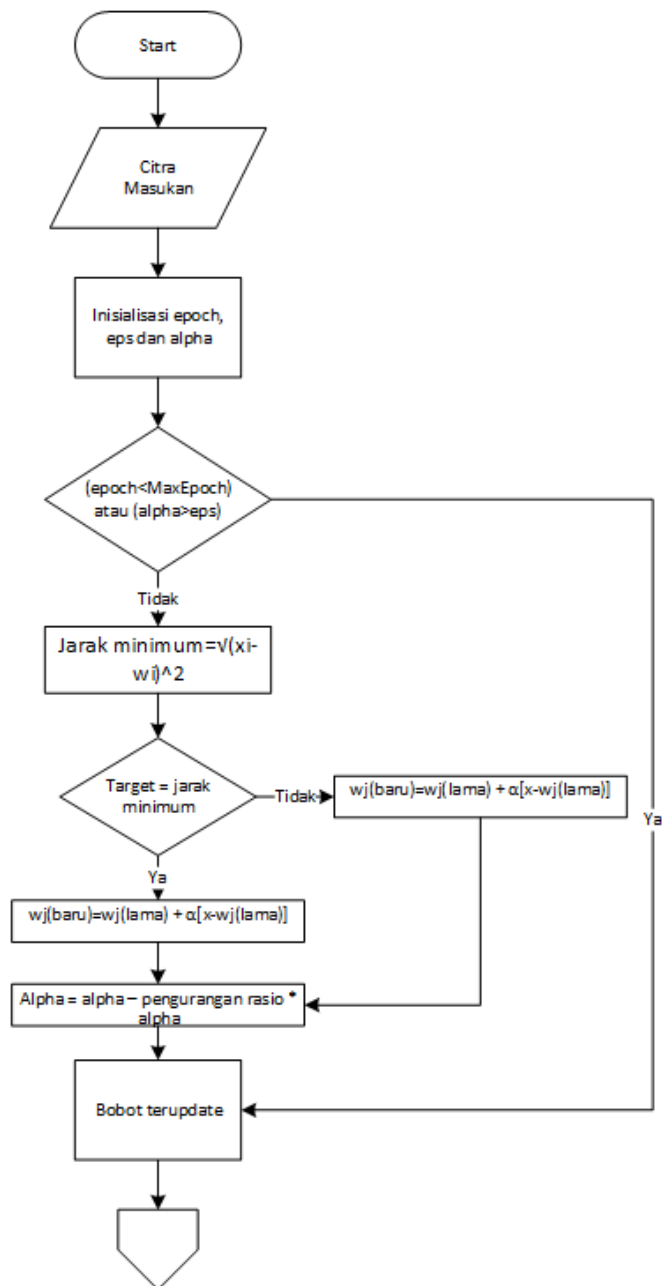 Start
Citra
Masukan
Inisialisasi epoch,
eps dan alpha
(epoch<MaxEpoch)
atau (alpha>eps)
Tidak
Jarak minimum=√(xi-
wi)^2
Target = jarak
minimum
Tidak
wj(baru)=wj(lama) + α[x-wj(lama)]
Ya
Ya
wj(baru)=wj(lama) + α[x-wj(lama)]
Alpha = alpha – pengurangan rasio *
alpha
Bobot terupdate